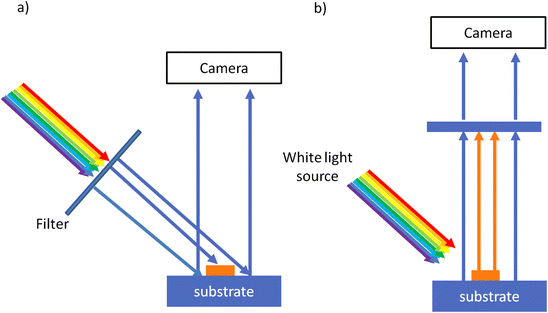 a)
Camera
Filter
substrate
b)
Camera
White light
source
substrate